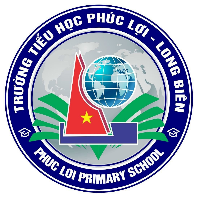 TRƯỜNG TIỂU HỌC PHÚC LỢI - LONG BIÊN
PHUC LOI PRIMARY SCHOOL